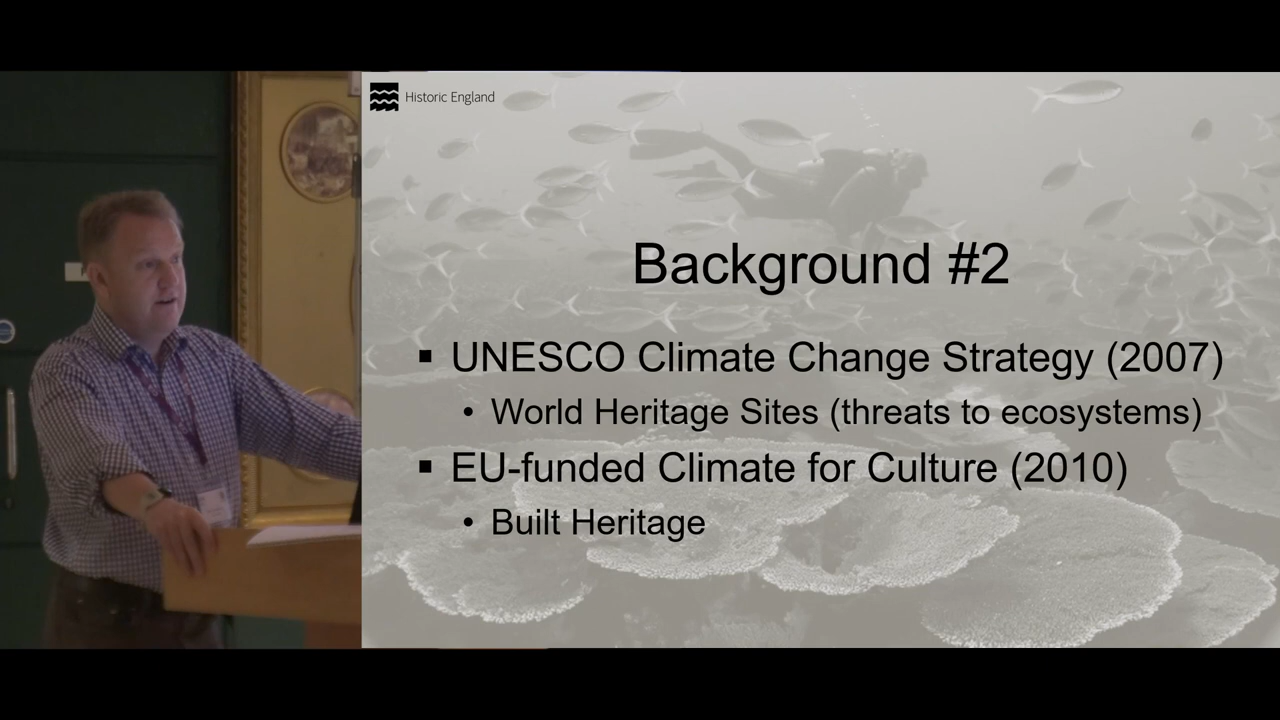 Historic England
Background #2
▪ UNESCO Climate Change Strategy (2007)
• World Heritage Sites (threats to ecosystems)
▪ EU-funded Climate for Culture (2010)
• Built Heritage